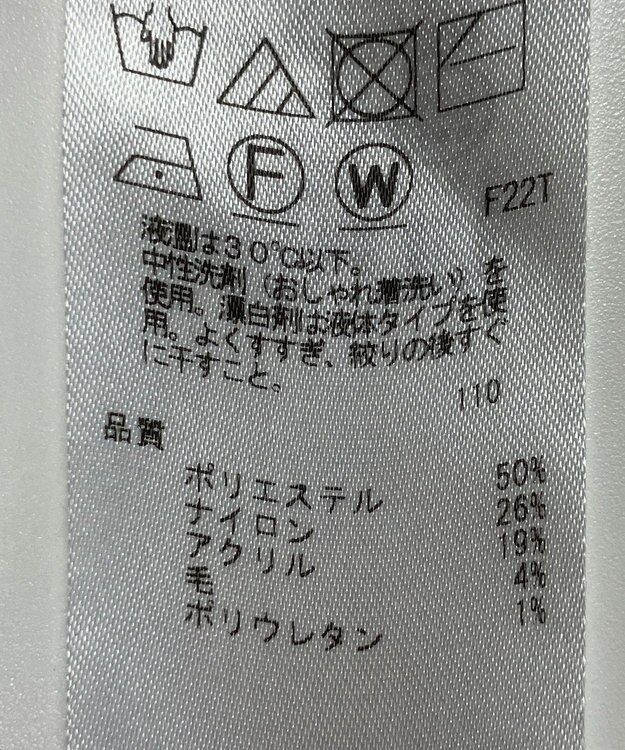 F W
F22T
液温は30℃以下。
中性洗剤（おしゃれ着洗い）を
使用。漂白剤は液体タイプを使
用。よくすすぎ、絞りの後すぐ
に干すこと。
110
品質
ポリエステル 50%
ナイロン 26%
アクリル 19%
毛 4%
ポリウレタン 1%